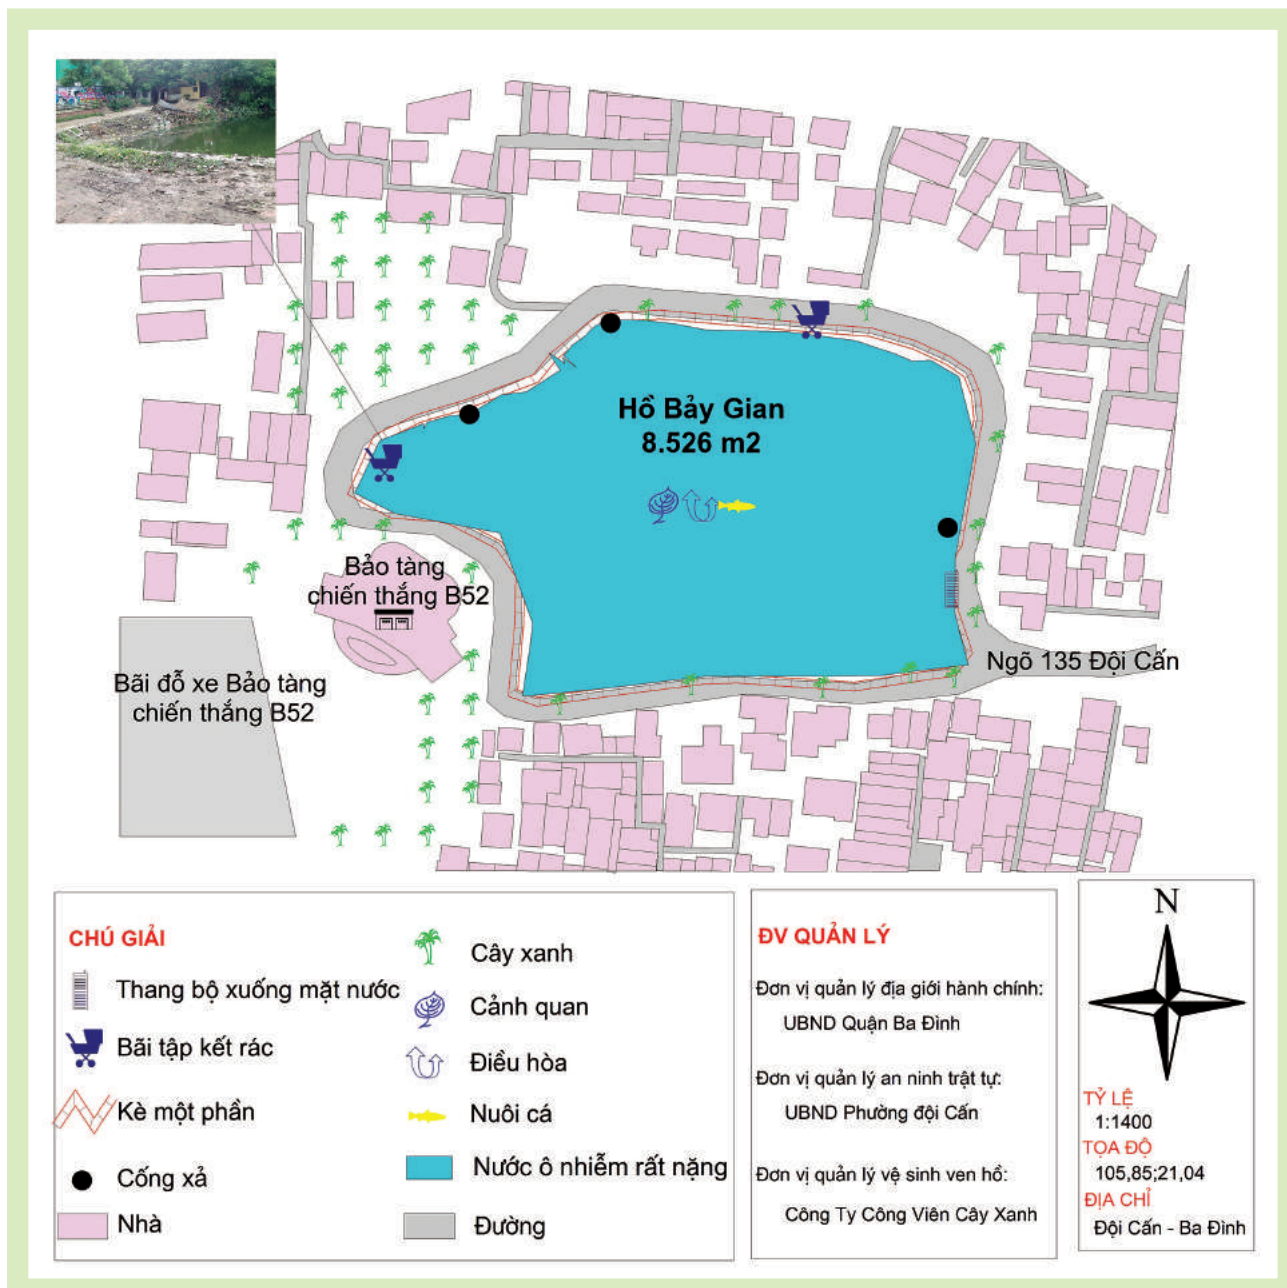 Hồ Bảy Gian
8.526 m2
Bảo tàng
chiến thắng B52
Bãi đỗ xe Bảo tàng
chiến thắng B52
Ngõ 135 Đội Cấn
CHÚ GIẢI
Thang bộ xuống mặt nước
Bãi tập kết rác
Kè một phần
Cống xả
Nhà
Cây xanh
Cảnh quan
Điều hòa
Nuôi cá
Nước ô nhiễm rất nặng
Đường
ĐV QUẢN LÝ
Đơn vị quản lý địa giới hành chính:
UBND Quận Ba Đình
Đơn vị quản lý an ninh trật tự:
UBND Phường đội Cấn
Đơn vị quản lý vệ sinh ven hồ:
Công Ty Công Viên Cây Xanh
N
TỶ LỆ
1:1400
TỌA ĐỘ
105,85;21,04
ĐỊA CHỈ
Đội Cấn - Ba Đình